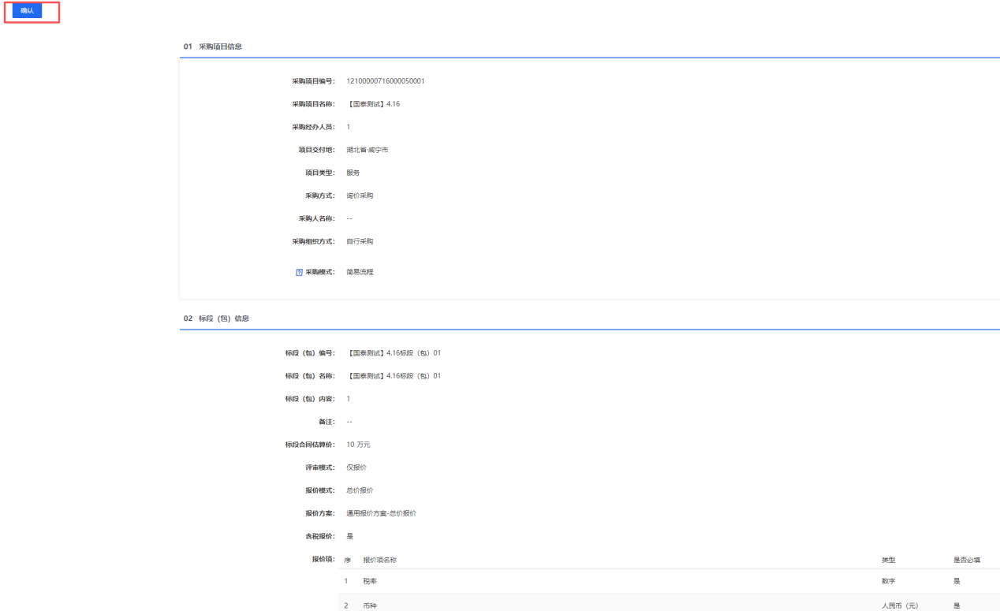 确认
01 采购项目信息
采购项目编号： 12100000716000050001
采购项目名称： 【国泰测试】4.16
采购经办人员： 1
项目交付地： 湖北省-咸宁市
项目类型： 服务
采购方式： 询价采购
采购人名称： --
采购组织方式： 自行采购
? 采购模式： 简易流程
02 标段（包）信息
标段（包）编号： 【国泰测试】4.16标段（包）01
标段（包）名称： 【国泰测试】4.16标段（包）01
标段（包）内容： 1
备注： --
标段合同估算价： 10 万元
评审模式： 仅报价
报价模式： 总价报价
报价方案： 通用报价方案-总价报价
含税报价： 是
报价项： 序 报价项名称 类型 是否必填
1 税率 数字 是
2 币种 人民币（元） 是